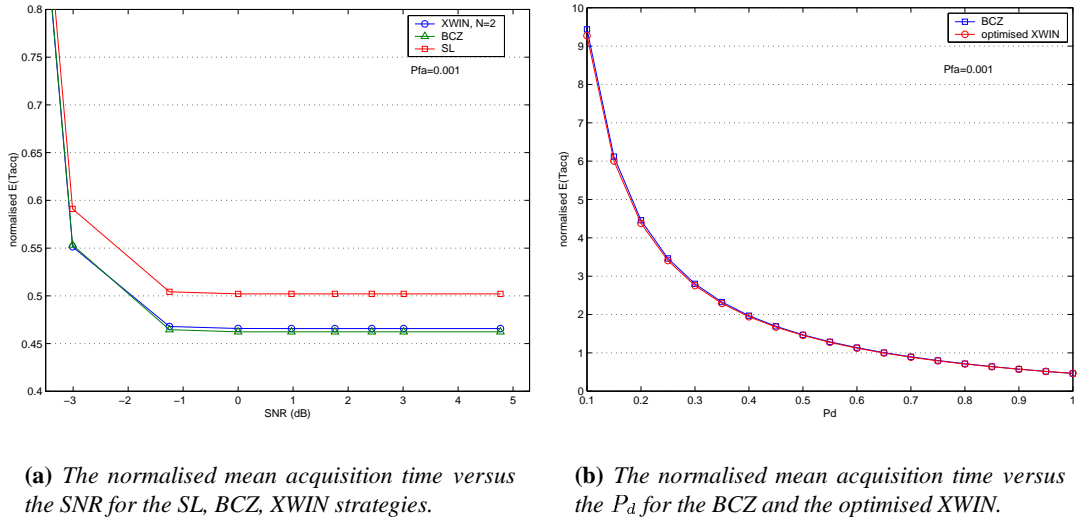 0.8
0.75
0.7
0.65
0.6
0.55
0.5
0.45
0.4
normalised E(Tacq)
−3 −2 −1 0 1 2 3 4 5
SNR (dB)
XWIN, N=2
BCZ
SL
Pfa=0.001
10
9
8
7
6
5
4
3
2
1
0
normalised E(Tacq)
0.1 0.2 0.3 0.4 0.5 0.6 0.7 0.8 0.9 1
Pd
BCZ
optimised XWIN
Pfa=0.001
(a) The normalised mean acquisition time versus
the SNR for the SL, BCZ, XWIN strategies.
(b) The normalised mean acquisition time versus
the Pd for the BCZ and the optimised XWIN.